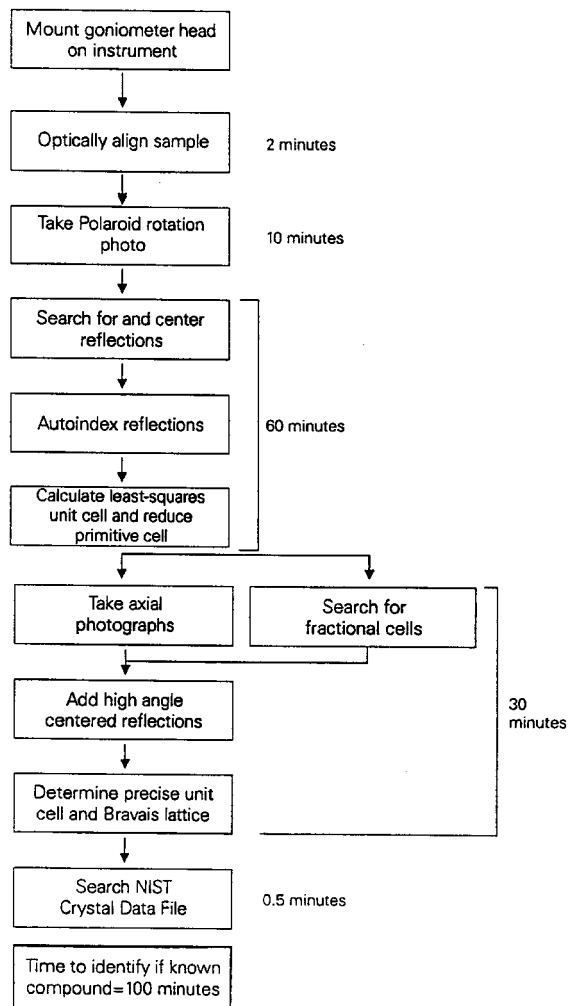 Mount goniometer head
on instrument
Optically align sample
2 minutes
Take Polaroid rotation
photo
10 minutes
Search for and center
reflections
Autoindex reflections
60 minutes
Calculate least-squares
unit cell and reduce
primitive cell
Take axial
photographs
Search for
fractional cells
Add high angle
centered reflections
30
minutes
Determine precise unit
cell and Bravais lattice
Search NIST
Crystal Data File
0.5 minutes
Time to identify if known
compound=100 minutes